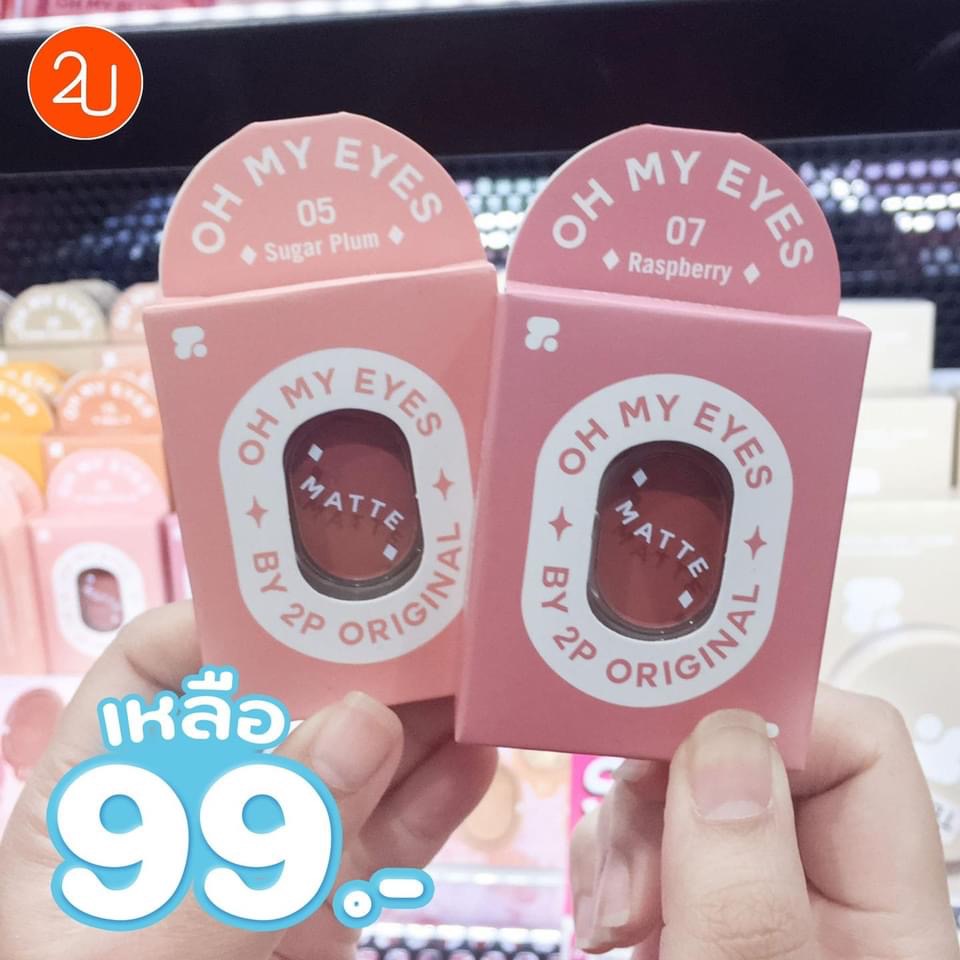 2U
OH MY EYES
05
Sugar Plum
OH MY EYES
MATTE
BY 2P ORIGINAL
OH MY EYES
07
Raspberry
OH MY EYES
MATTE
BY 2P ORIGINAL
เหลือ
99.-